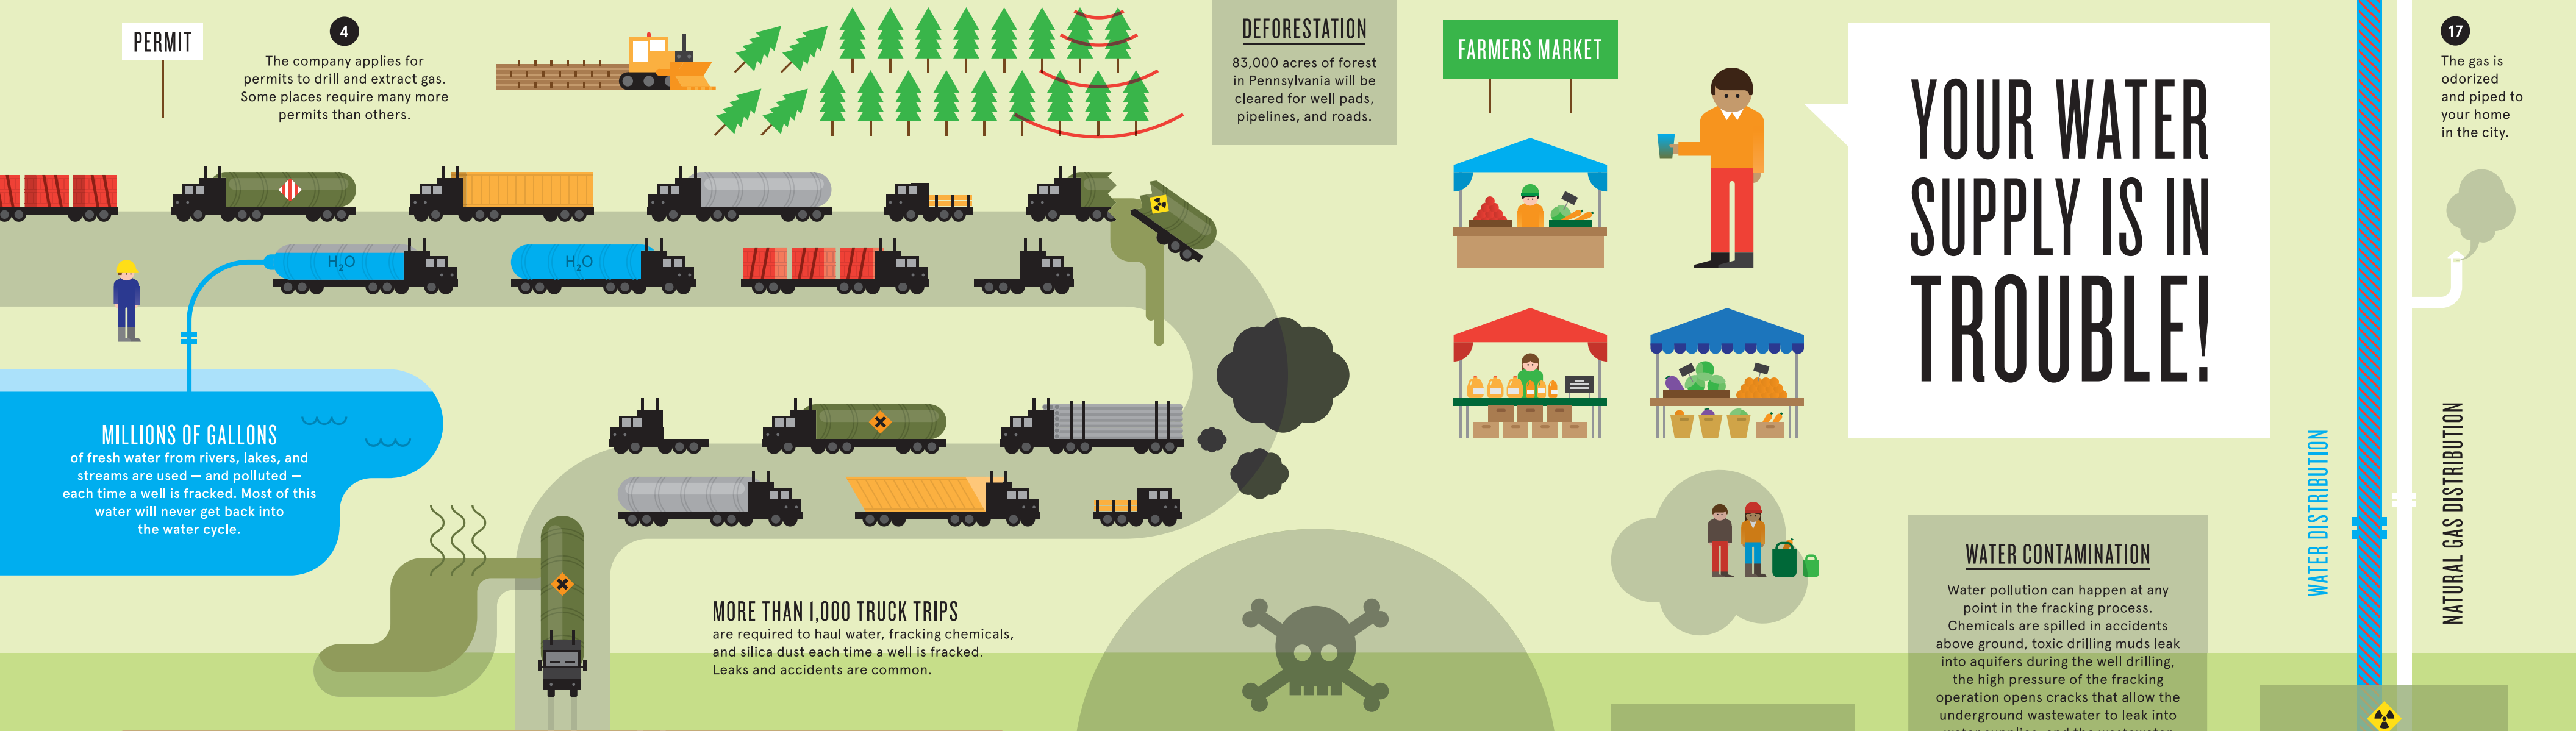 PERMIT
4
The company applies for
permits to drill and extract gas.
Some places require many more
permits than others.
DEFORESTATION
83,000 acres of forest
in Pennsylvania will be
cleared for well pads,
pipelines, and roads.
FARMERS MARKET
YOUR WATER
SUPPLY IS IN
TROUBLE!
17
The gas is
odorized
and piped to
your home
in the city.
H2O
H2O
MILLIONS OF GALLONS
of fresh water from rivers, lakes, and
streams are used — and polluted —
each time a well is fracked. Most of this
water will never get back into
the water cycle.
MORE THAN 1,000 TRUCK TRIPS
are required to haul water, fracking chemicals,
and silica dust each time a well is fracked.
Leaks and accidents are common.
WATER CONTAMINATION
Water pollution can happen at any
point in the fracking process.
Chemicals are spilled in accidents
above ground, toxic drilling muds leak
into aquifers during the well drilling,
the high pressure of the fracking
operation opens cracks that allow the
underground wastewater to leak into
WATER DISTRIBUTION
NATURAL GAS DISTRIBUTION